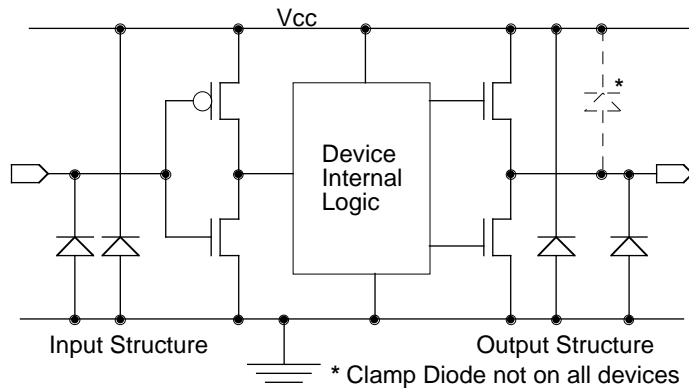 Vcc
*
Device
Internal
Logic
Input Structure
Output Structure
* Clamp Diode not on all devices